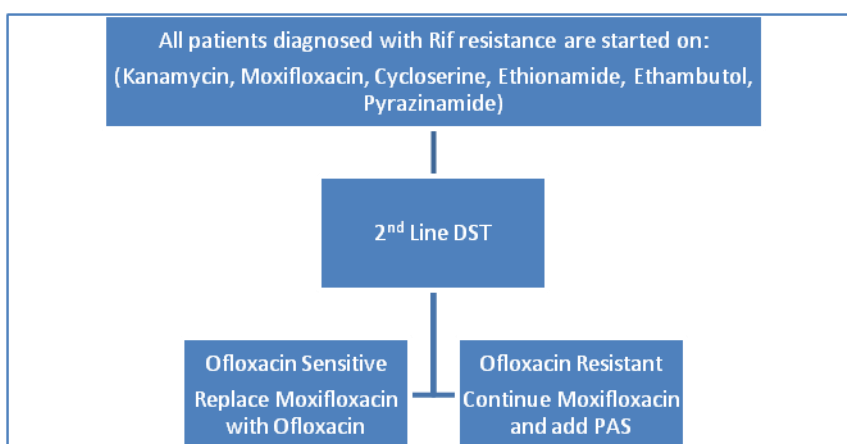 All patients diagnosed with Rif resistance are started on:
(Kanamycin, Moxifloxacin, Cycloserine, Ethionamide, Ethambutol,
Pyrazinamide)
2nd Line DST
Ofloxacin Sensitive
Replace Moxifloxacin
with Ofloxacin
Ofloxacin Resistant
Continue Moxifloxacin
and add PAS